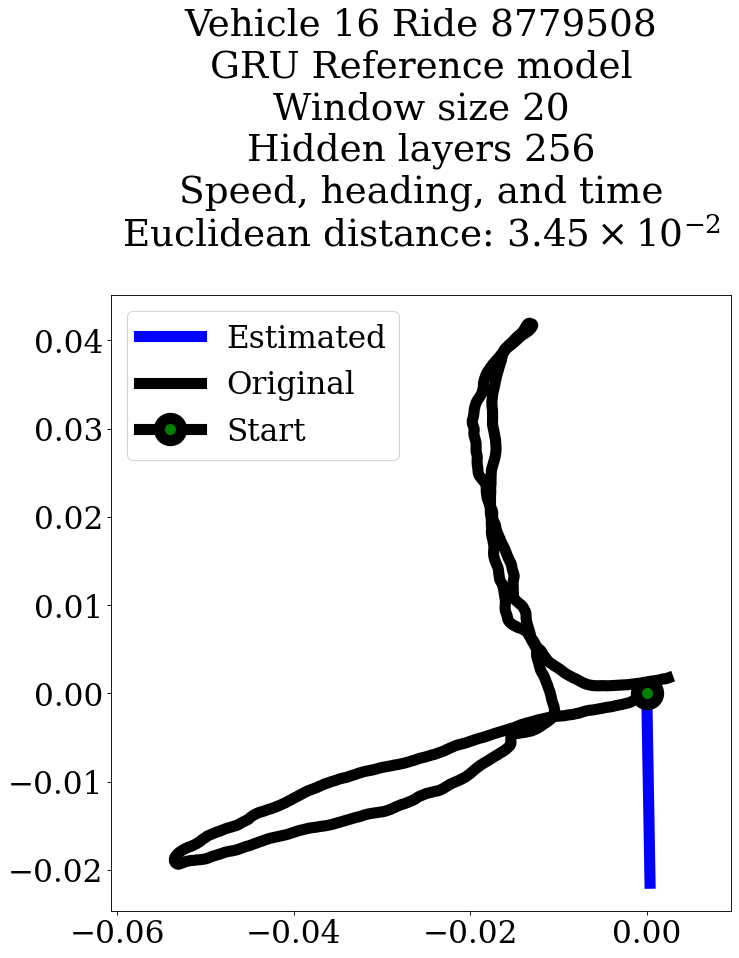 Vehicle 16 Ride 8779508
GRU Reference model
Window size 20
Hidden layers 256
Speed, heading, and time
Euclidean distance: 3.45 × 10⁻²
Estimated
Original
Start
0.04
0.03
0.02
0.01
0.00
−0.01
−0.02
−0.06 −0.04 −0.02 0.00